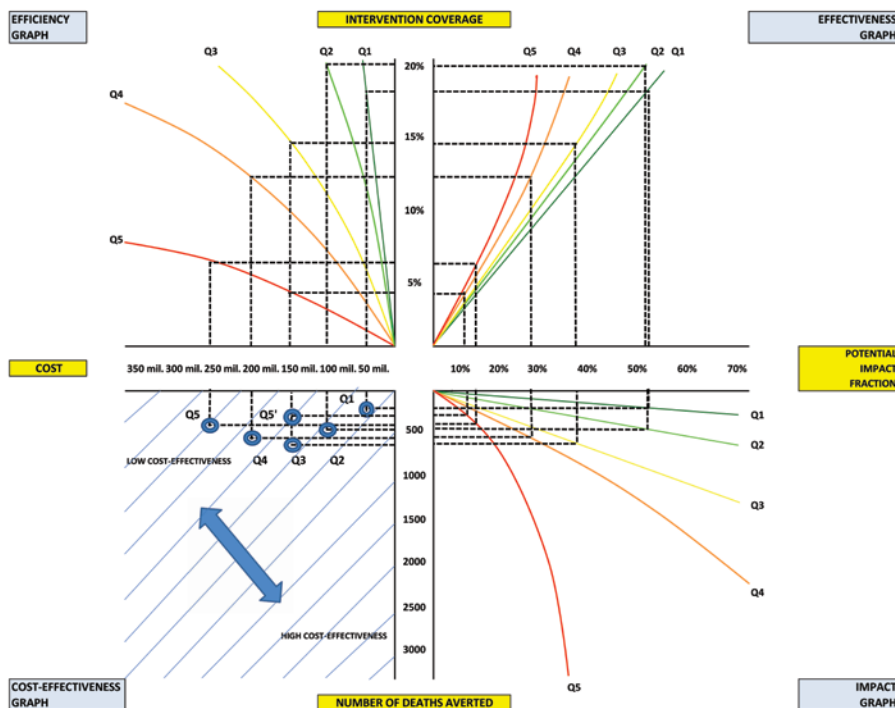 EFFICIENCY
GRAPH
INTERVENTION COVERAGE
EFFECTIVENESS
GRAPH
Q3
Q2
Q1
Q5
Q4
Q3
Q2
Q1
20%
Q4
15%
10%
Q5
5%
COST
350 mil. 300 mil. 250 mil. 200 mil. 150 mil. 100 mil. 50 mil.
10% 20% 30% 40% 50% 60% 70%
POTENTIAL
IMPACT
FRACTION
Q1
Q5
Q5'
Q4
Q3
Q2
LOW COST-EFFECTIVENESS
HIGH COST-EFFECTIVENESS
500
1000
1500
2000
2500
3000
Q1
Q2
Q3
Q4
Q5
COST-EFFECTIVENESS
GRAPH
NUMBER OF DEATHS AVERTED
IMPACT
GRAPH